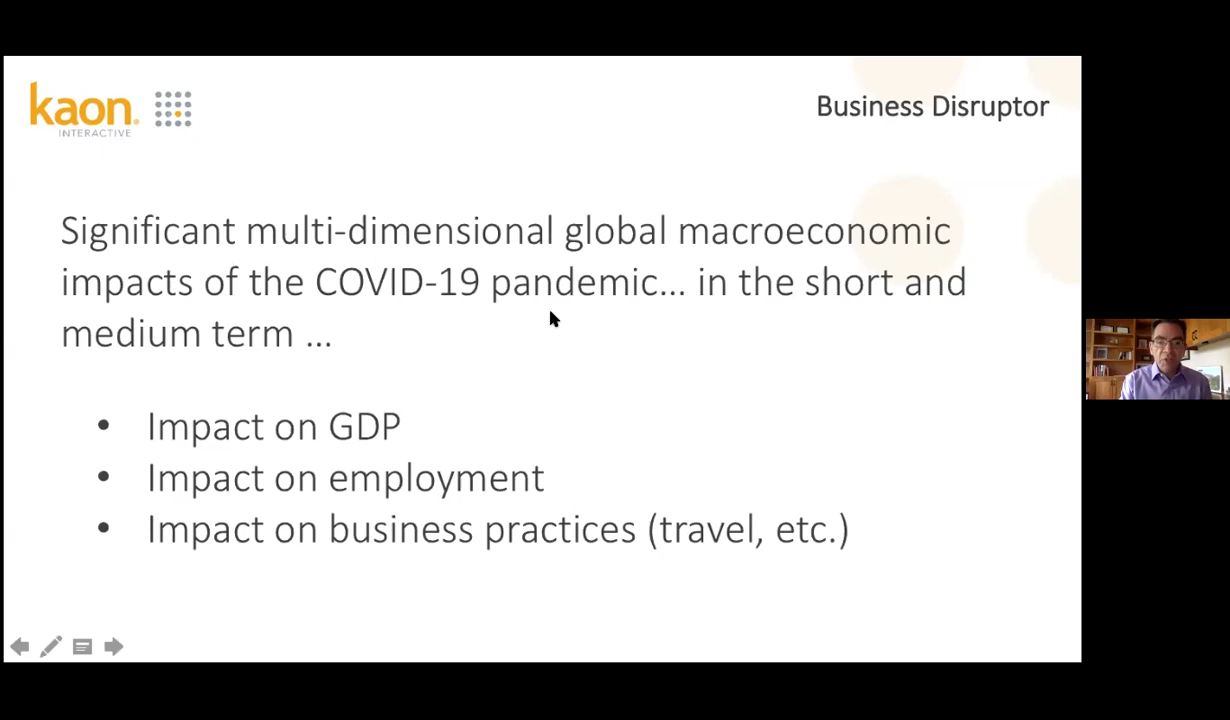 kaon.
INTERACTIVE
Business Disruptor
Significant multi-dimensional global macroeconomic
impacts of the COVID-19 pandemic... in the short and
medium term ...
• Impact on GDP
• Impact on employment
• Impact on business practices (travel, etc.)